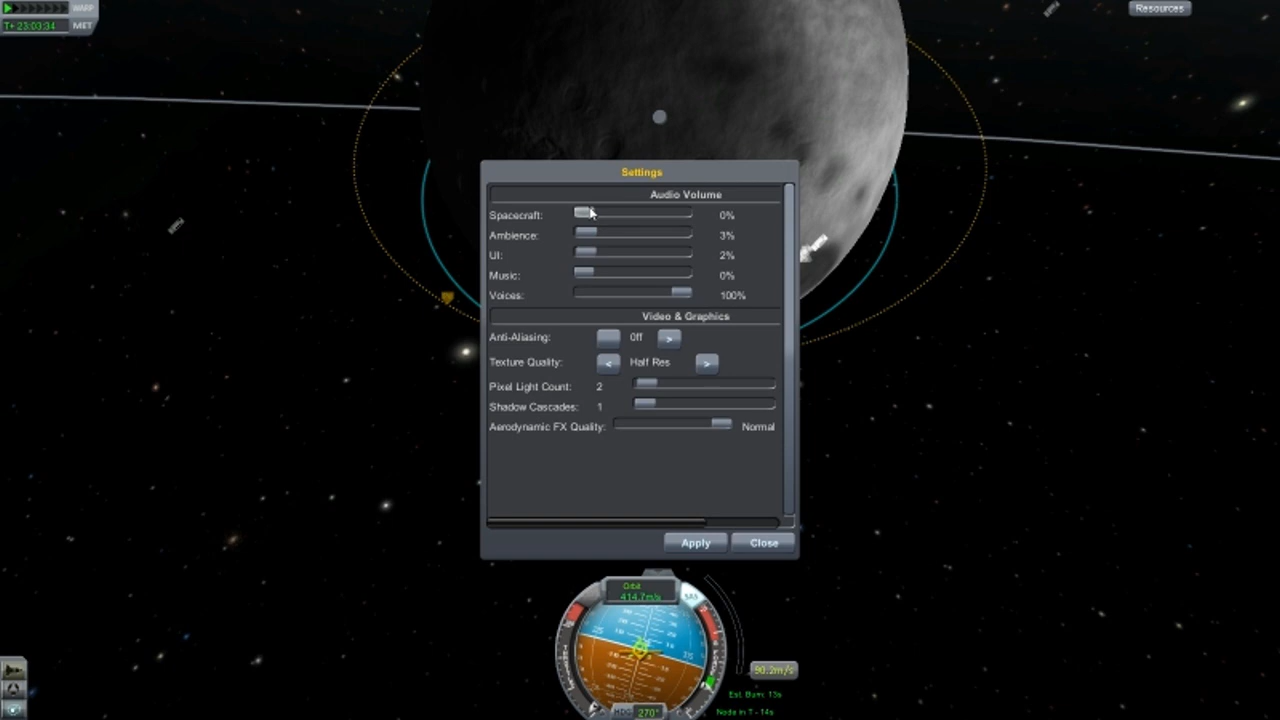 WARP
T+ 23:03:34 MET
Resources
Settings
Audio Volume
Spacecraft: 0%
Ambience: 3%
UI: 2%
Music: 0%
Voices: 100%
Video & Graphics
Anti-Aliasing: Off >
Texture Quality: < Half Res >
Pixel Light Count: 2
Shadow Cascades: 1
Aerodynamic FX Quality: Normal
Apply Close
Orbit
414.7m/s SAS
90.2m/s
Est. Burn: 13s
HDG 270° Node in T - 14s